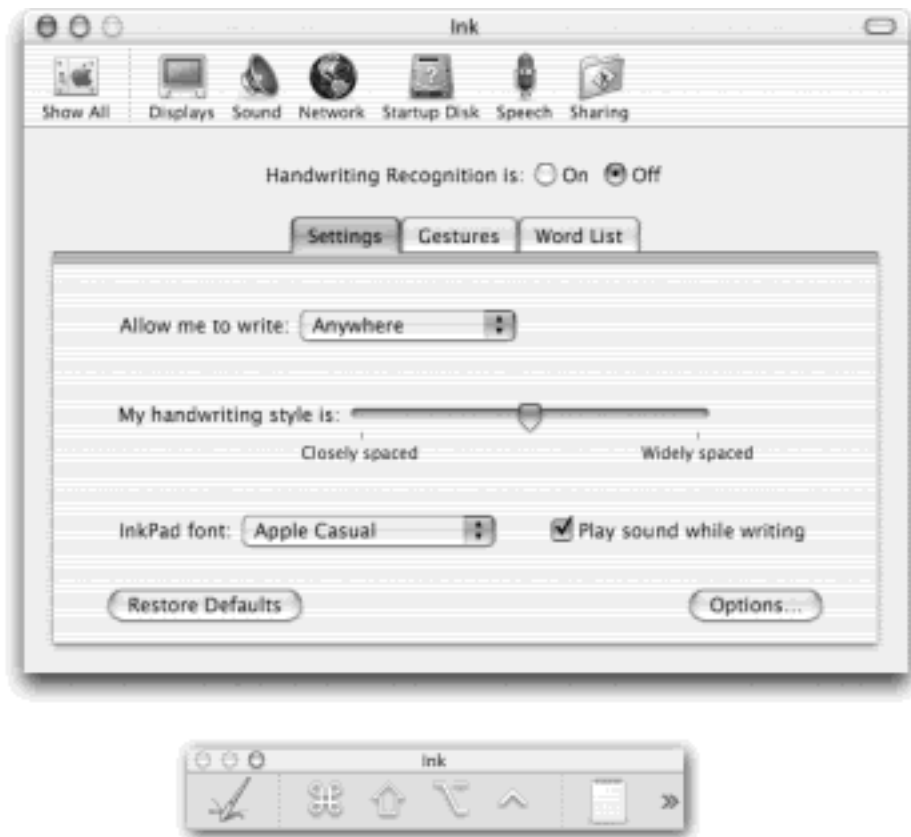 Ink
Show All Displays Sound Network Startup Disk Speech Sharing
Handwriting Recognition is: On Off
Settings Gestures Word List
Allow me to write: Anywhere
My handwriting style is:
Closely spaced Widely spaced
InkPad font: Apple Casual Play sound while writing
Restore Defaults Options...
Ink